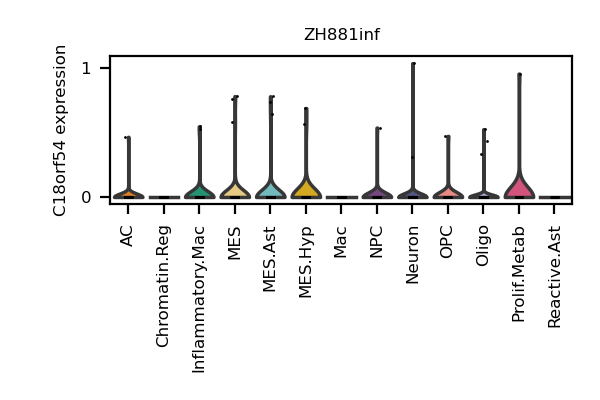 ZH881inf
C18orf54 expression
1
0
AC
Chromatin.Reg
Inflammatory.Mac
MES
MES.Ast
MES.Hyp
Mac
NPC
Neuron
OPC
Oligo
Prolif.Metab
Reactive.Ast